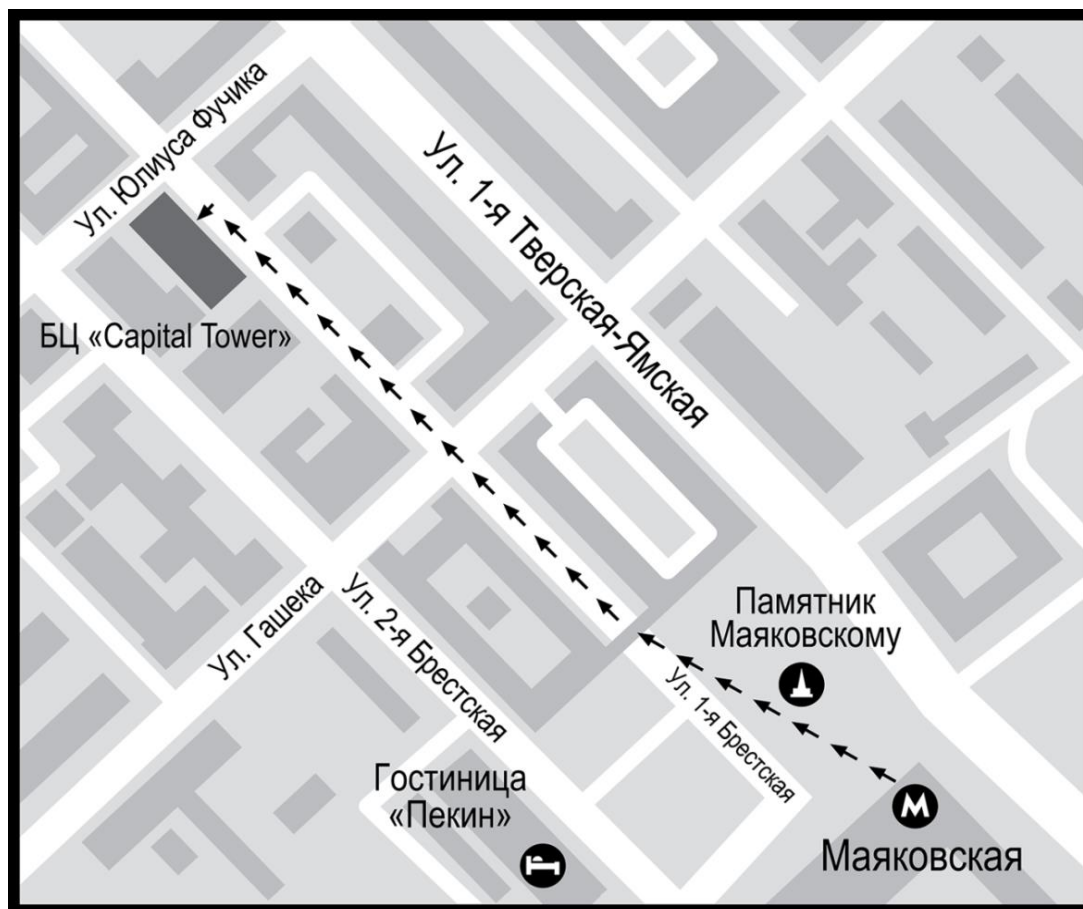 Ул. Юлиуса Фучика
Ул. 1-я Тверская-Ямская
БЦ «Capital Tower»
Ул. Гашека
Ул. 2-я Брестская
Памятник
Маяковскому
Ул. 1-я Брестская
Гостиница
«Пекин»
М
Маяковская